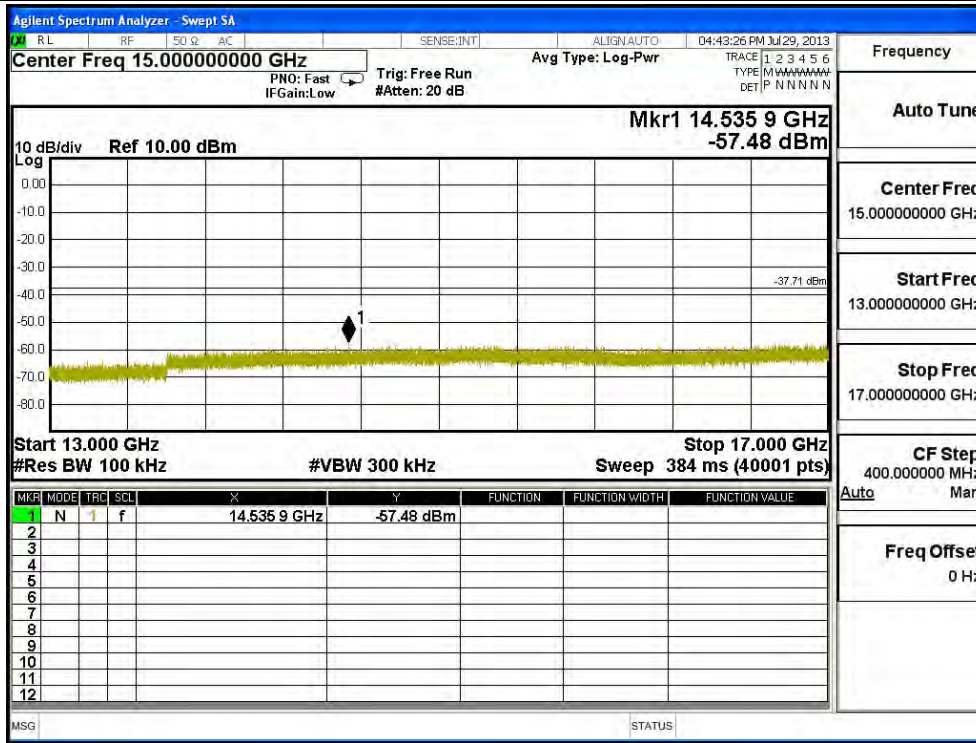 Agilent Spectrum Analyzer - Swept SA
RL RF 50 Ω AC SENSE:INT ALIGN AUTO 04:43:26 PM Jul 29, 2013
Center Freq 15.000000000 GHz
PNO: Fast
IFGain:Low
Trig: Free Run
#Atten: 20 dB
Avg Type: Log-Pwr
TRACE 1 2 3 4 5 6
TYPE M
DET P N N N N N
Mkr1 14.535 9 GHz
-57.48 dBm
10 dB/div Ref 10.00 dBm
Log
0.00
-10.0
-20.0
-30.0
-37.71 dBm
-40.0
-50.0
1
-60.0
-70.0
-80.0
Start 13.000 GHz Stop 17.000 GHz
#Res BW 100 kHz #VBW 300 kHz Sweep 384 ms (40001 pts)
MKR MODE TRC SCL X Y FUNCTION FUNCTION WIDTH FUNCTION VALUE
1 N 1 f 14.535 9 GHz -57.48 dBm
2
3
4
5
6
7
8
9
10
11
12
MSG STATUS
Frequency
Auto Tune
Center Freq
15.000000000 GHz
Start Freq
13.000000000 GHz
Stop Freq
17.000000000 GHz
CF Step
400.000000 MHz
Auto Man
Freq Offset
0 Hz